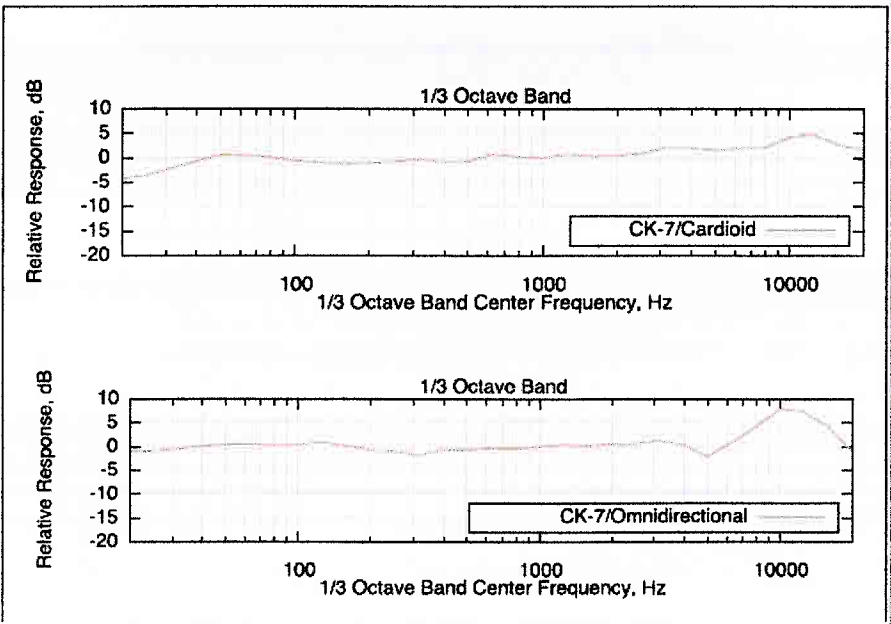 1/3 Octave Band
Relative Response, dB
10
5
0
-5
-10
-15
-20
CK-7/Cardioid
100 1000 10000
1/3 Octave Band Center Frequency, Hz
1/3 Octave Band
Relative Response, dB
10
5
0
-5
-10
-15
-20
CK-7/Omnidirectional
100 1000 10000
1/3 Octave Band Center Frequency, Hz